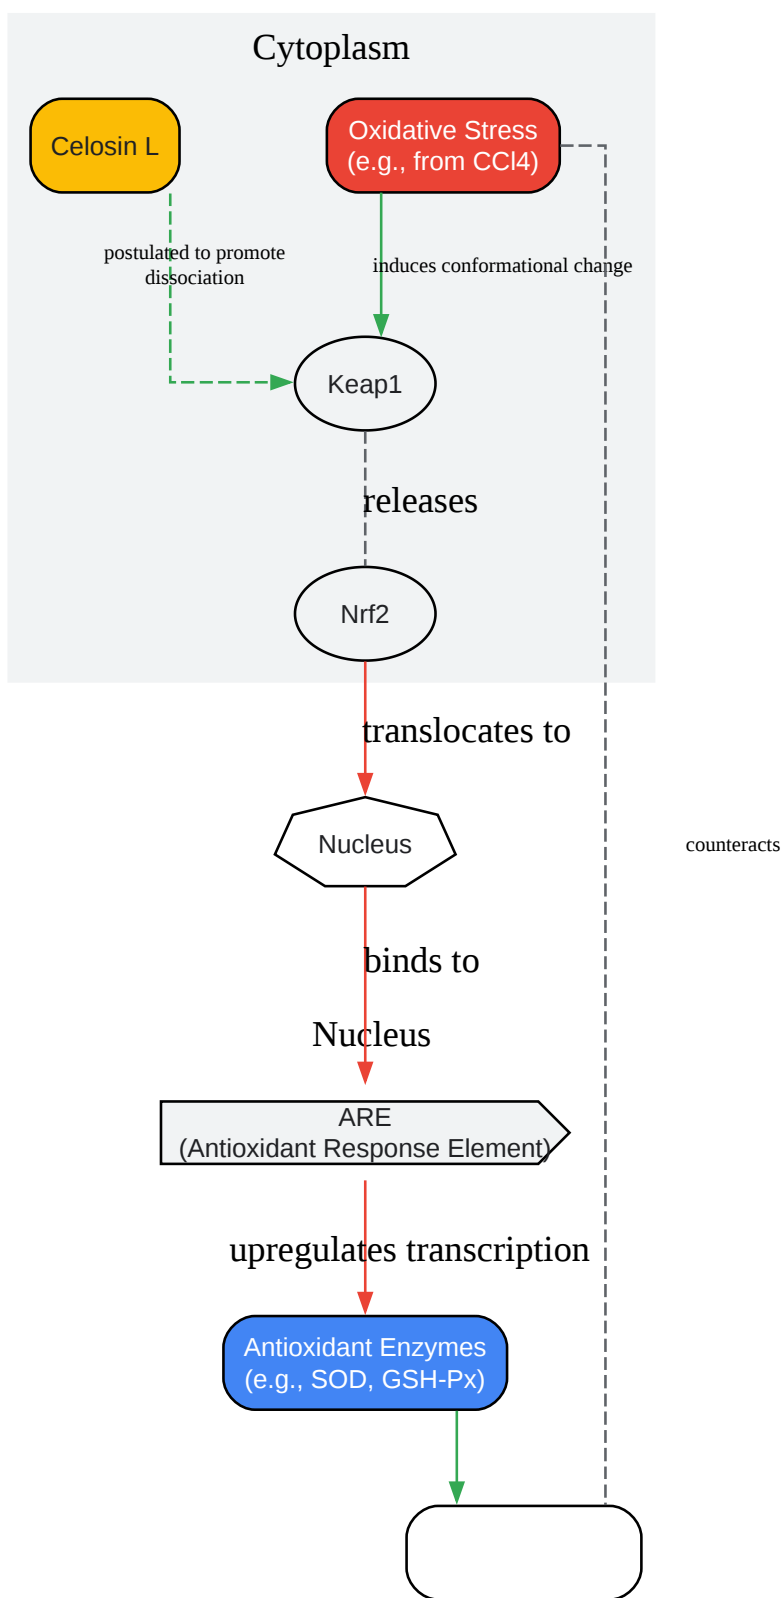 Cytoplasm
Celosin L
Oxidative Stress
(e.g., from CCl4)
postulated to promote
dissociation
induces conformational change
Keap1
releases
Nrf2
translocates to
Nucleus
counteracts
binds to
Nucleus
ARE
(Antioxidant Response Element)
upregulates transcription
Antioxidant Enzymes
(e.g., SOD, GSH-Px)